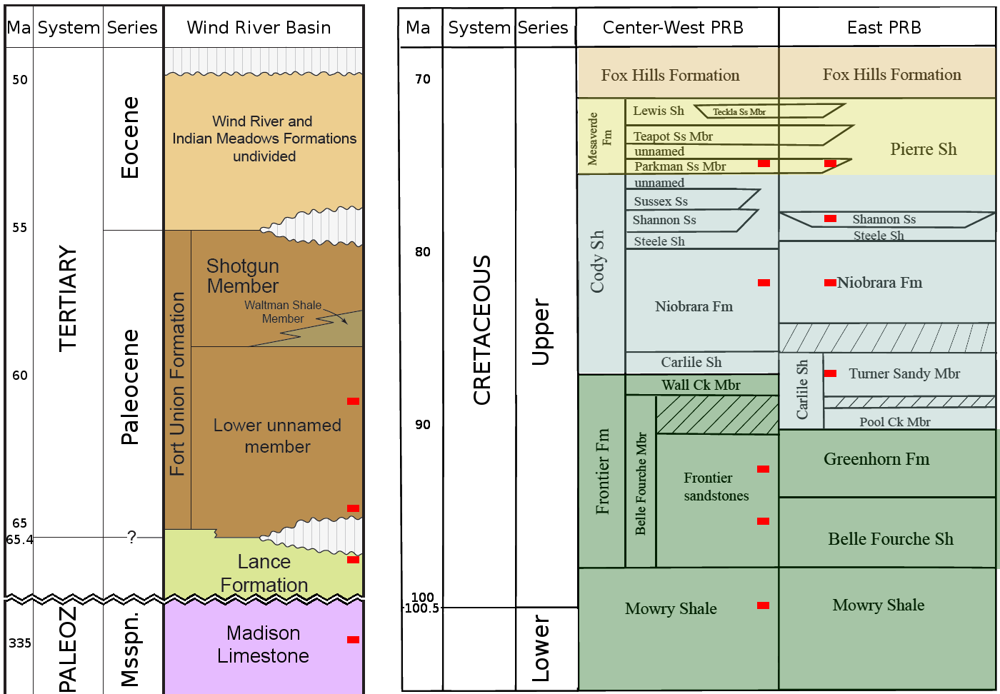 Ma System Series Wind River Basin
50
Eocene
Wind River and
Indian Meadows Formations
undivided
55
TERTIARY
Paleocene
Fort Union Formation
Shotgun
Member
Waltman Shale
Member
60
Lower unnamed
member
65
65.4
?
Lance
Formation
PALEOZ
Msspn.
335
Madison
Limestone
Ma System Series Center-West PRB East PRB
70
Fox Hills Formation
Fox Hills Formation
Mesaverde
Fm
Lewis Sh
Teckla Ss Mbr
Teapot Ss Mbr
unnamed
Parkman Ss Mbr
Pierre Sh
unnamed
Sussex Ss
Shannon Ss
Steele Sh
Shannon Ss
Steele Sh
80
CRETACEOUS
Upper
Cody Sh
Niobrara Fm
Niobrara Fm
Carlile Sh
Carlile Sh
Turner Sandy Mbr
Pool Ck Mbr
Wall Ck Mbr
90
Frontier Fm
Belle Fourche Mbr
Frontier
sandstones
Greenhorn Fm
Belle Fourche Sh
100
100.5
Lower
Mowry Shale
Mowry Shale